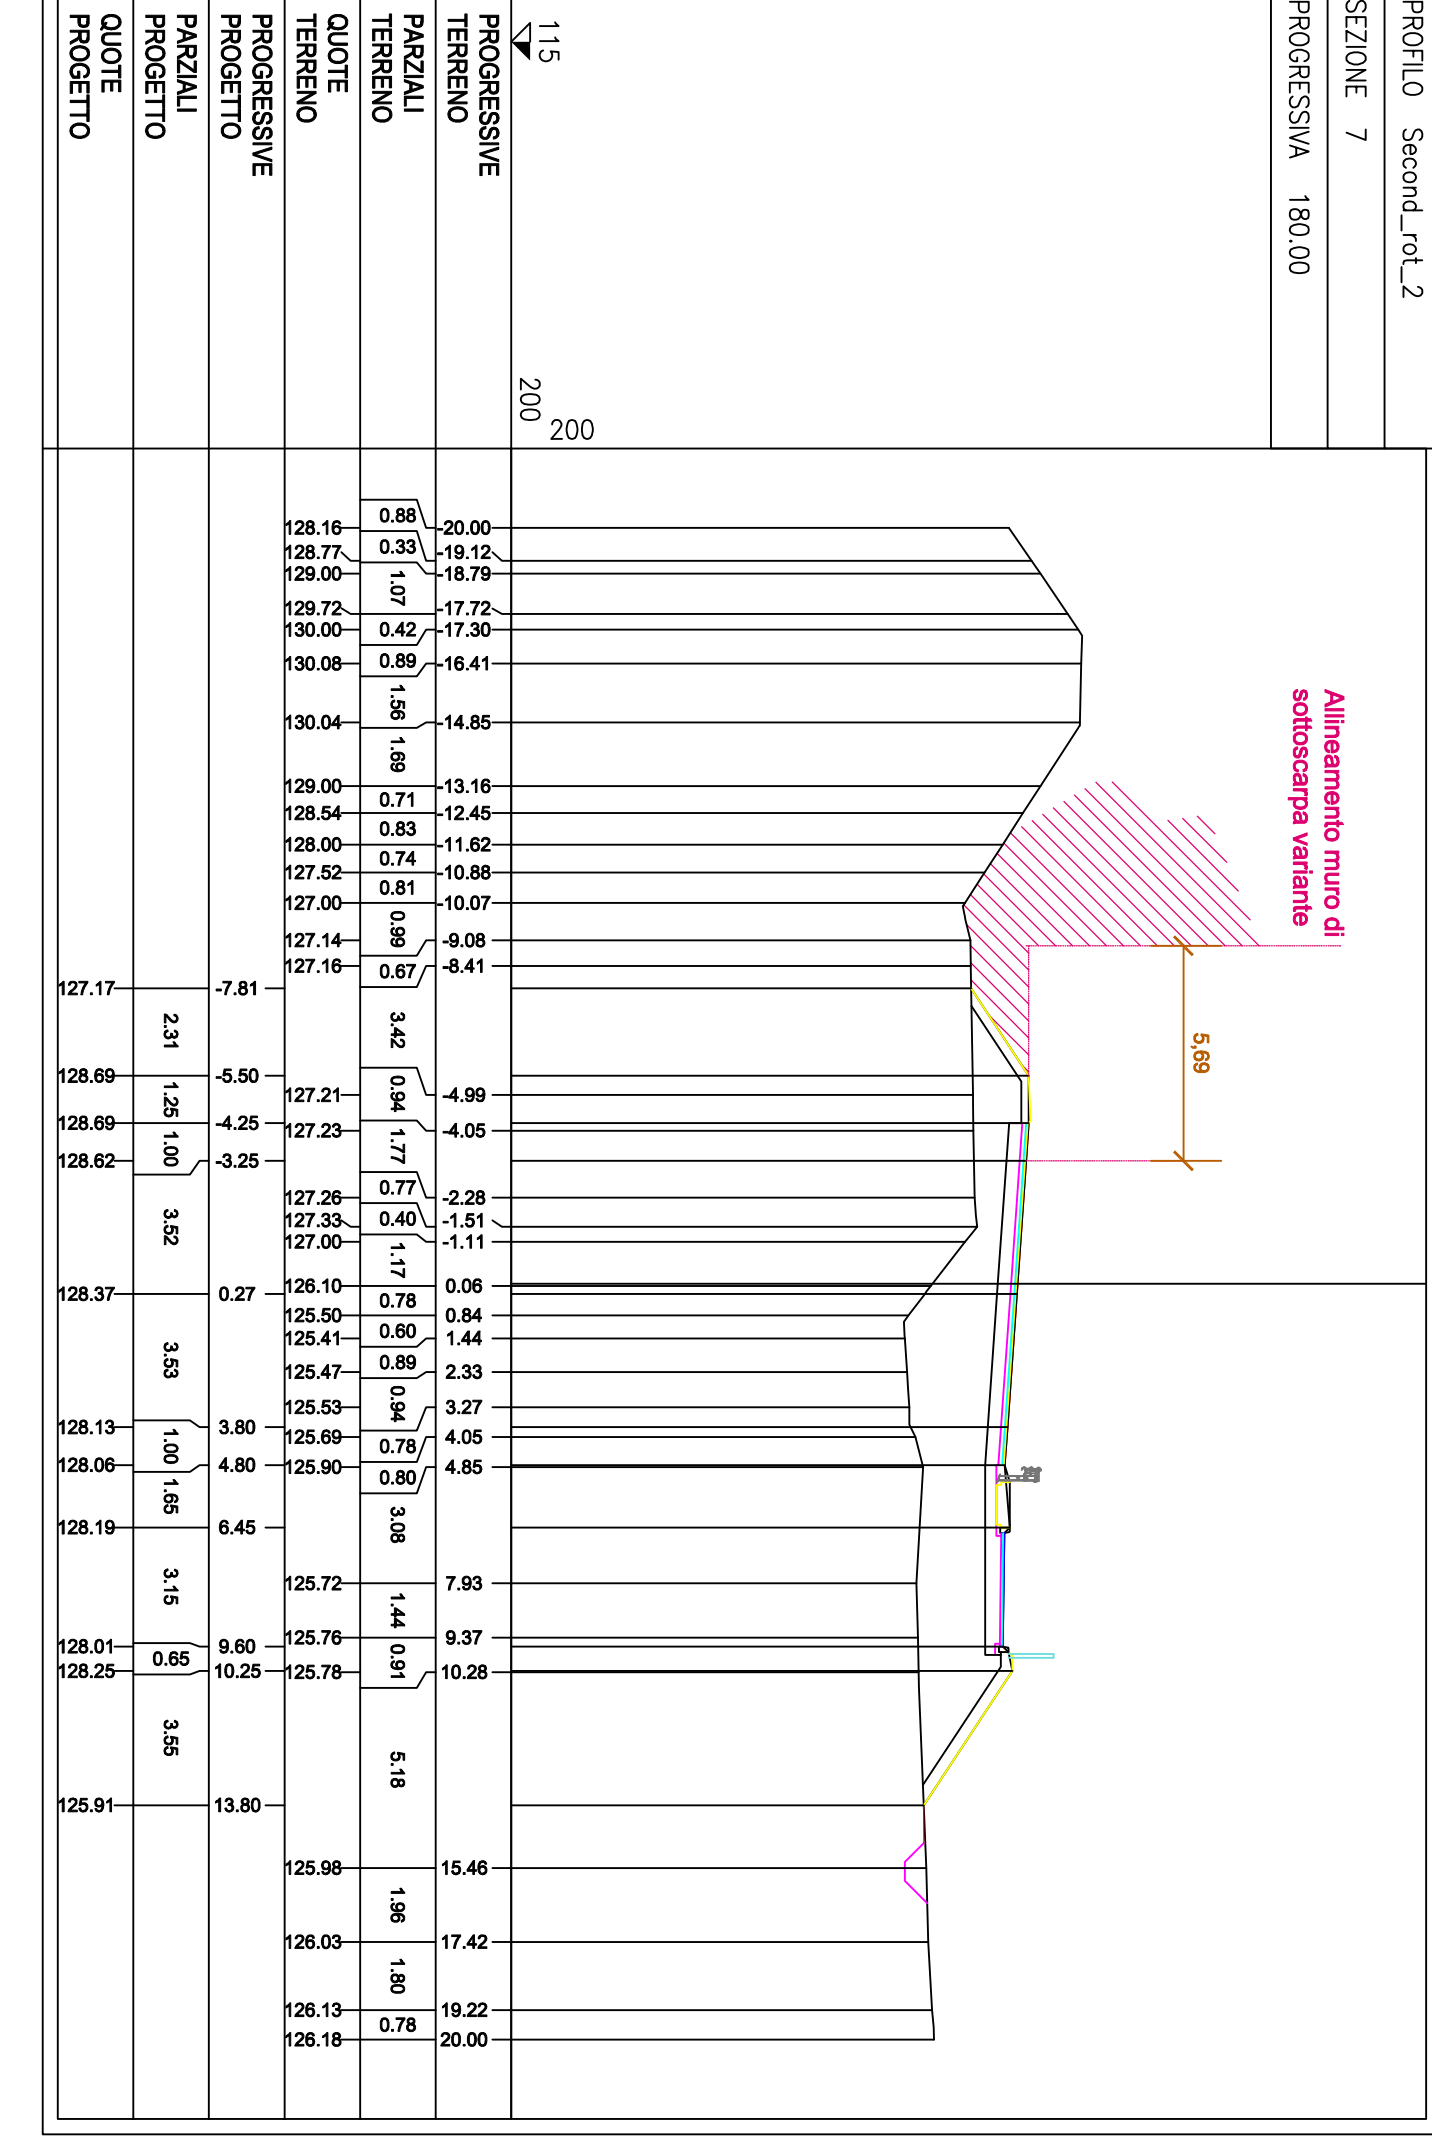 PROFILO Second_rot_2
SEZIONE 7
PROGRESSIVA 180.00
Allineamento muro di
sottoscarpa variante
5,69
200
200
115
PROGRESSIVE
TERRENO
-20.00 -19.12 -18.79 -17.72 -17.30 -16.41 -14.85 -13.16 -12.45 -11.62 -10.88 -10.07 -9.08 -8.41 -4.99 -4.05 -2.28 -1.51 -1.11 0.06 0.84 1.44 2.33 3.27 4.05 4.85 7.93 9.37 10.28 15.46 17.42 19.22 20.00
PARZIALI
TERRENO
0.88 0.33 1.07 0.42 0.89 1.56 1.69 0.71 0.83 0.74 0.81 0.99 0.67 3.42 0.94 1.77 0.77 0.40 1.17 0.78 0.60 0.89 0.94 0.78 0.80 3.08 1.44 0.91 5.18 1.96 1.80 0.78
QUOTE
TERRENO
128.16 128.77 129.00 129.72 130.00 130.08 130.04 129.00 128.54 128.00 127.52 127.00 127.14 127.16 127.21 127.23 127.26 127.33 127.00 126.10 125.50 125.41 125.47 125.53 125.69 125.90 125.72 125.76 125.78 125.98 126.03 126.13 126.18
PROGRESSIVE
PROGETTO
-7.81 -5.50 -4.25 -3.25 0.27 3.80 4.80 6.45 9.60 10.25 13.80
PARZIALI
PROGETTO
2.31 1.25 1.00 3.52 3.53 1.00 1.65 3.15 0.65 3.55
QUOTE
PROGETTO
127.17 128.69 128.69 128.62 128.37 128.13 128.06 128.19 128.01 128.25 125.91